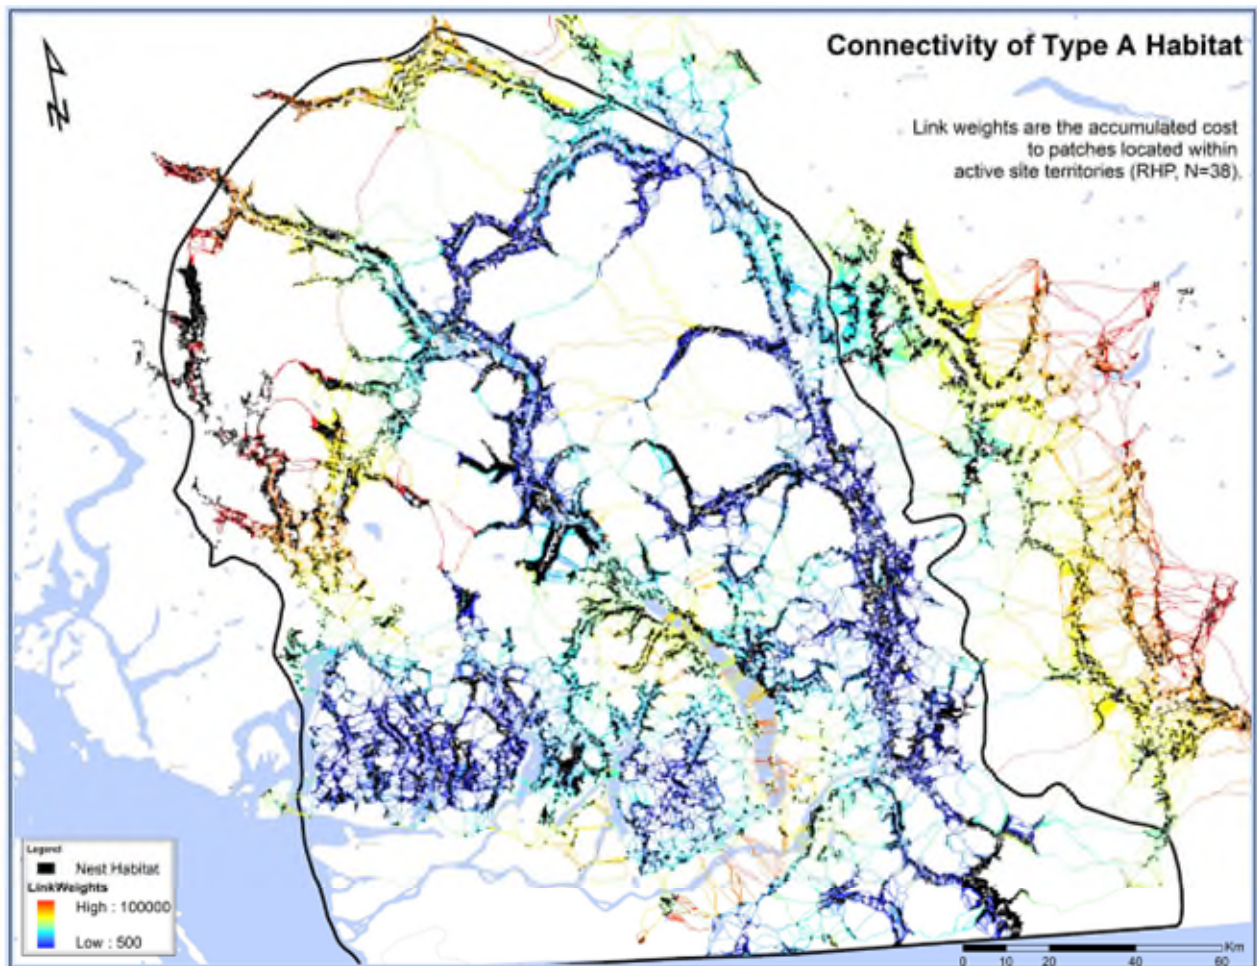 Connectivity of Type A Habitat
Link weights are the accumulated cost
to patches located within
active site territories (RHP, N=38).
N
Legend
Nest Habitat
LinkWeights
High : 100000
Low : 500
Km
0 10 20 40 60